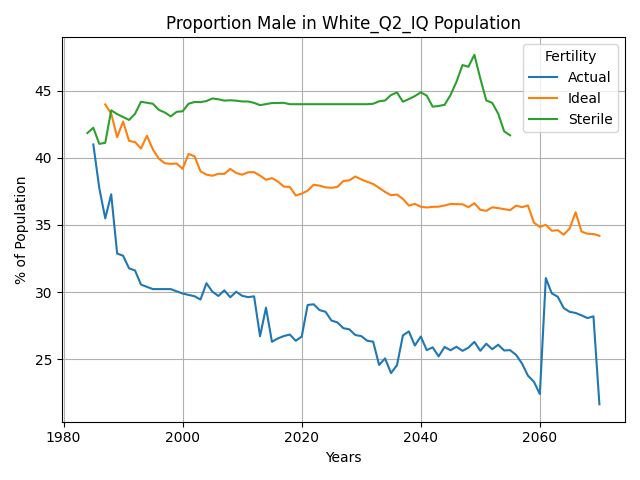 Proportion Male in White_Q2_IQ Population
Fertility
Actual
Ideal
Sterile
% of Population
45
40
35
30
25
1980
2000
2020
2040
2060
Years